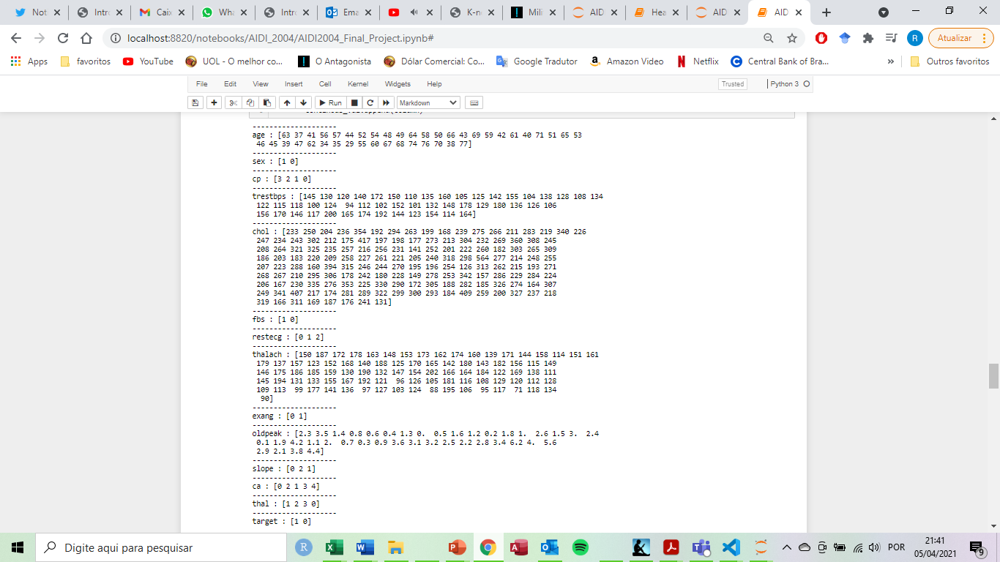 Not
Intro
Caix
Wha
Intro
Ema
K-ne
Mili
AID
Hea
AID
AID
localhost:8820/notebooks/AIDI_2004/AIDI2004_Final_Project.ipynb#
R
Atualizar
Apps
favoritos
YouTube
UOL - O melhor co...
O Antagonista
Dólar Comercial: Co...
Google Tradutor
Amazon Video
Netflix
Central Bank of Bra...
»
Outros favoritos
File Edit View Insert Cell Kernel Widgets Help
Trusted
Python 3
Run
Markdown
--------------------
age : [63 37 41 56 57 44 52 54 48 49 64 58 50 66 43 69 59 42 61 40 71 51 65 53
46 45 39 47 62 34 35 29 55 60 67 68 74 76 70 38 77]
--------------------
sex : [1 0]
--------------------
cp : [3 2 1 0]
--------------------
trestbps : [145 130 120 140 172 150 110 135 160 105 125 142 155 104 138 128 108 134
122 115 118 100 124  94 112 102 152 101 132 148 178 129 180 136 126 106
156 170 146 117 200 165 174 192 144 123 154 114 164]
--------------------
chol : [233 250 204 236 354 192 294 263 199 168 239 275 266 211 283 219 340 226
247 234 243 302 212 175 417 197 198 177 273 213 304 232 269 360 308 245
208 264 321 325 235 257 216 256 231 141 252 201 222 260 182 303 265 309
186 203 183 220 209 258 227 261 221 205 240 318 298 564 277 214 248 255
207 223 288 160 394 315 246 244 270 195 196 254 126 313 262 215 193 271
268 267 210 295 306 178 242 180 228 149 278 253 342 157 286 229 284 224
206 167 230 335 276 353 225 330 290 172 305 188 282 185 326 274 164 307
249 341 407 217 174 281 289 322 299 300 293 184 409 259 200 327 237 218
319 166 311 169 187 176 241 131]
--------------------
fbs : [1 0]
--------------------
restecg : [0 1 2]
--------------------
thalach : [150 187 172 178 163 148 153 173 162 174 160 139 171 144 158 114 151 161
179 137 157 123 152 168 140 188 125 170 165 142 180 143 182 156 115 149
146 175 186 185 159 130 190 132 147 154 202 166 164 184 122 169 138 111
145 194 131 133 155 167 192 121  96 126 105 181 116 108 129 120 112 128
109 113  99 177 141 136  97 127 103 124  88 195 106  95 117  71 118 134
90]
--------------------
exang : [0 1]
--------------------
oldpeak : [2.3 3.5 1.4 0.8 0.6 0.4 1.3 0.  0.5 1.6 1.2 0.2 1.8 1.  2.6 1.5 3.  2.4
0.1 1.9 4.2 1.1 2.  0.7 0.3 0.9 3.6 3.1 3.2 2.5 2.2 2.8 3.4 6.2 4.  5.6
2.9 2.1 3.8 4.4]
--------------------
slope : [0 2 1]
--------------------
ca : [0 2 1 3 4]
--------------------
thal : [1 2 3 0]
--------------------
target : [1 0]
Digite aqui para pesquisar
POR
21:41
05/04/2021
9